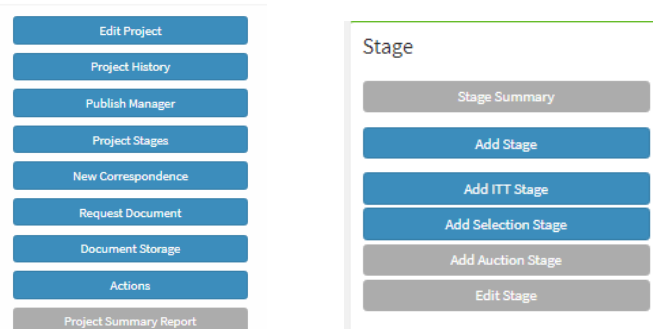 Edit Project
Project History
Publish Manager
Project Stages
New Correspondence
Request Document
Document Storage
Actions
Project Summary Report
Stage
Stage Summary
Add Stage
Add ITT Stage
Add Selection Stage
Add Auction Stage
Edit Stage